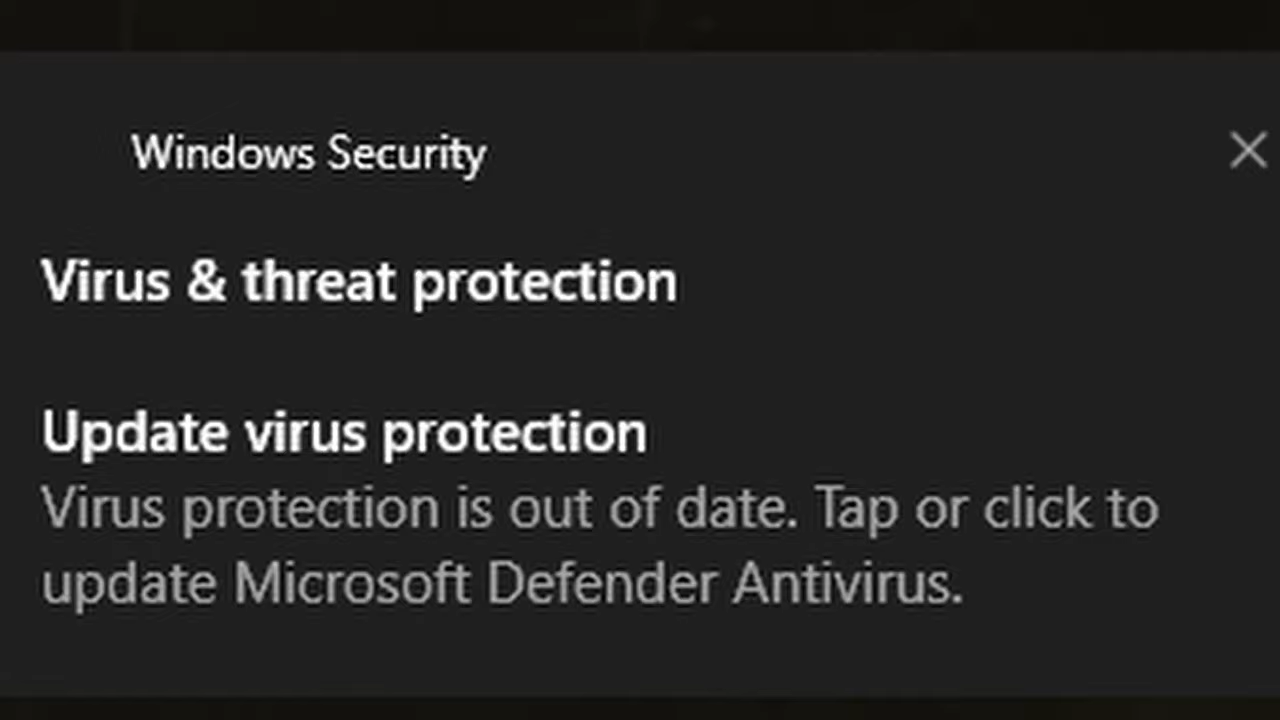 Windows Security
Virus & threat protection
Update virus protection
Virus protection is out of date. Tap or click to
update Microsoft Defender Antivirus.